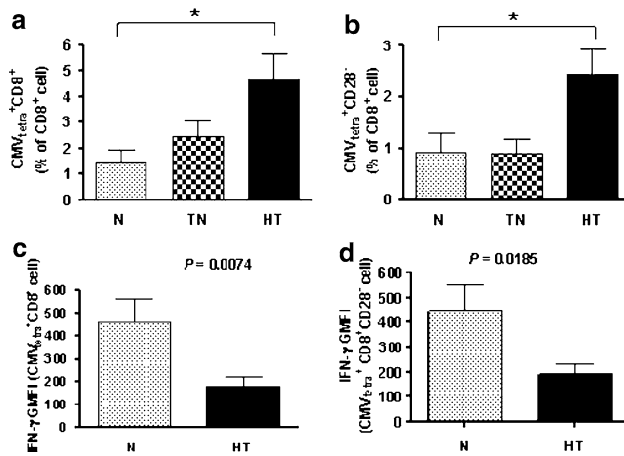 a
*
CMVtetra+CD8+
(% of CD8+ cell)
6
5
4
3
2
1
0
N TN HT
b
*
CMVtetra+CD28-
(% of CD8+ cell)
3
2
1
0
N TN HT
c
P = 0.0074
IFN-γ GMFI (CMVtetra+CD8+ cell)
600
500
400
300
200
100
0
N HT
d
P = 0.0185
IFN-γ GMFI
(CMVtetra+ CD8+CD28- cell)
600
500
400
300
200
100
0
N HT